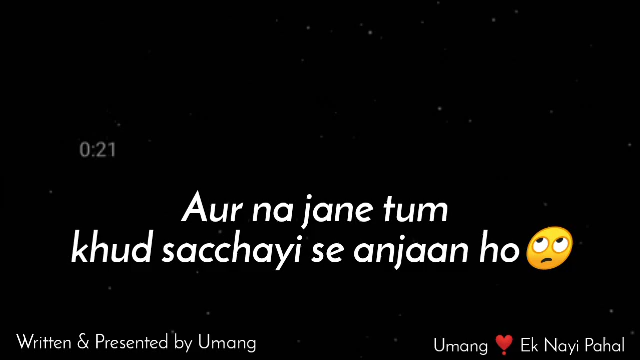 0:21
Aur na jane tum
khud sacchayi se anjaan ho🙄
Written & Presented by Umang
Umang ❣️ Ek Nayi Pahal